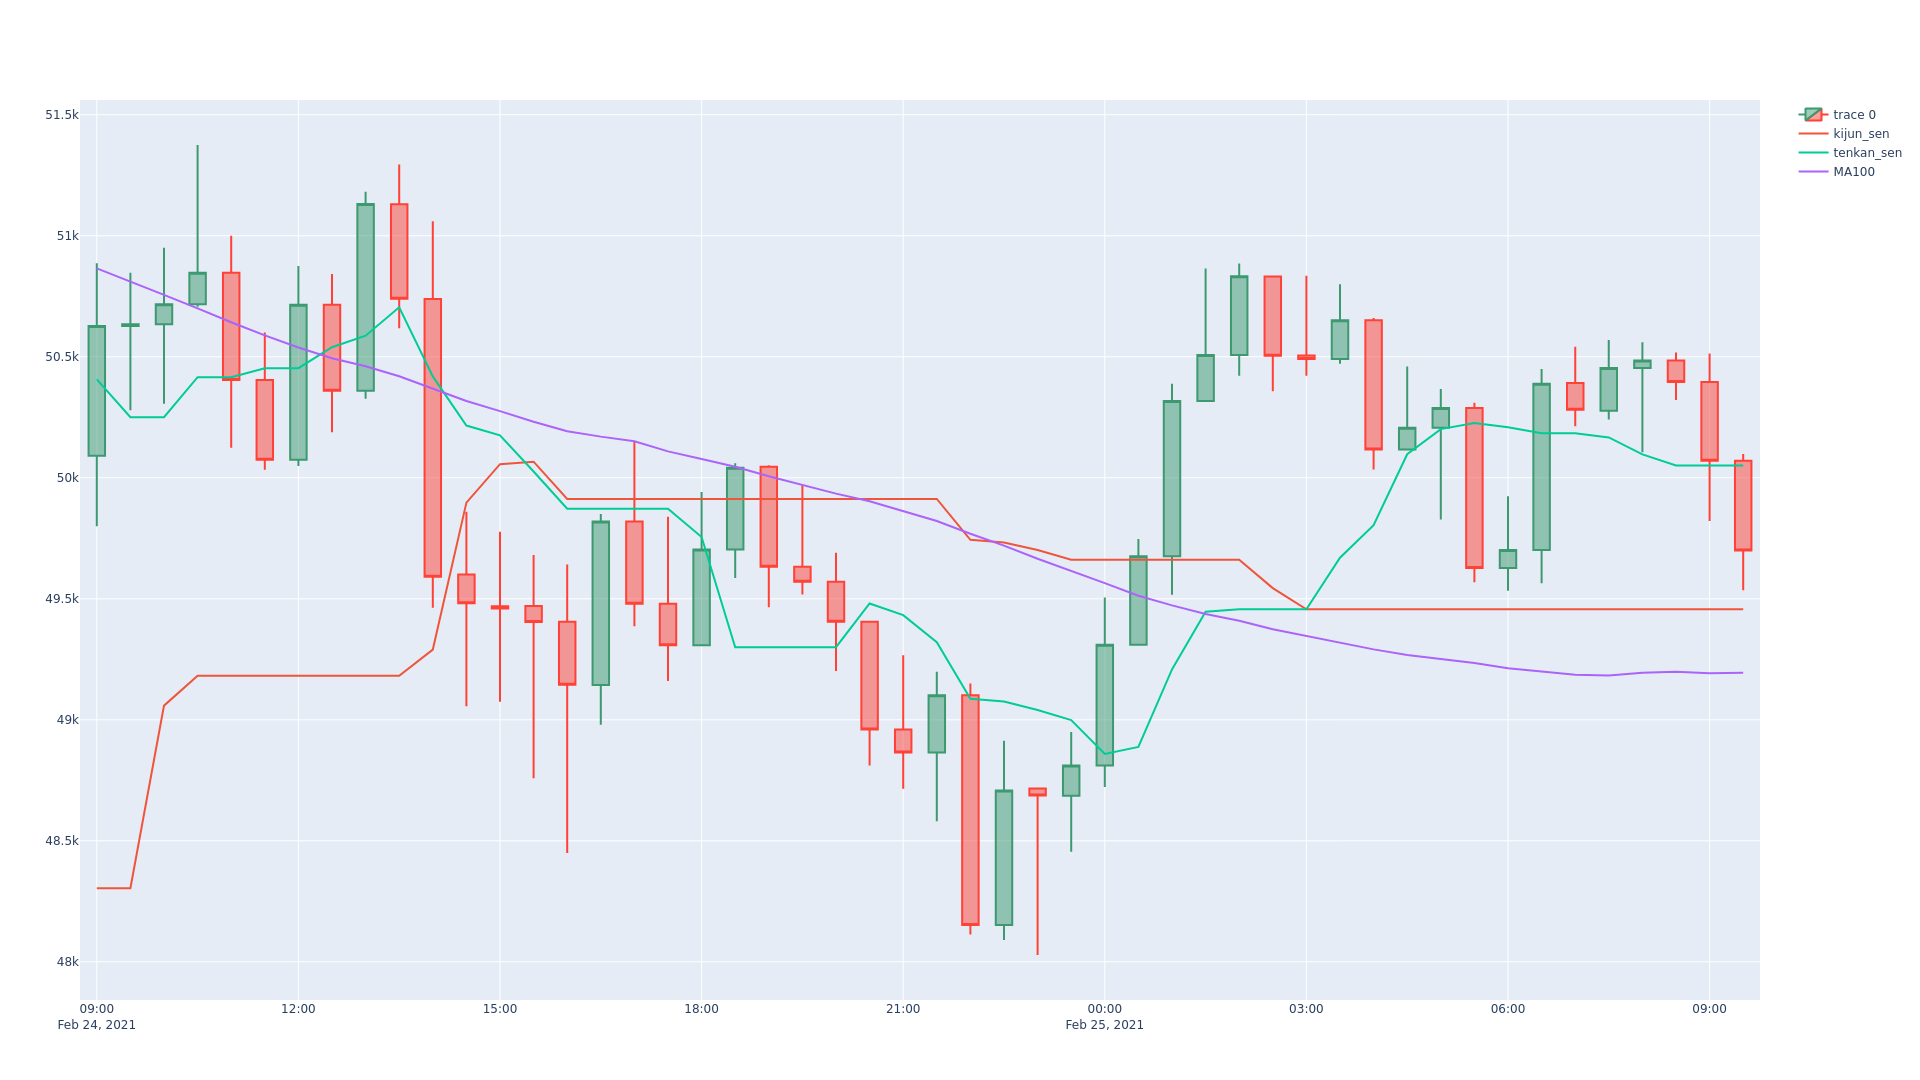 51.5k
51k
50.5k
50k
49.5k
49k
48.5k
48k
09:00
Feb 24, 2021
12:00
15:00
18:00
21:00
00:00
Feb 25, 2021
03:00
06:00
09:00
trace 0
kijun_sen
tenkan_sen
MA100